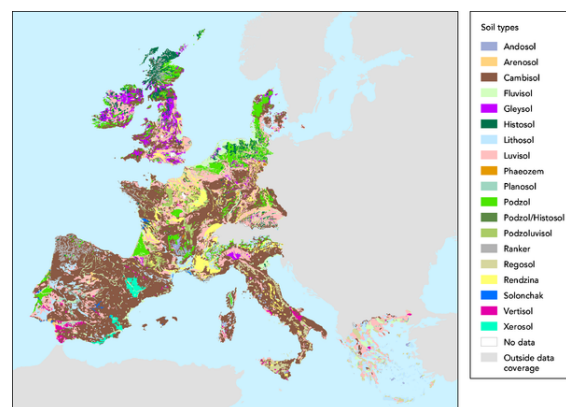 Soil types
Andosol
Arenosol
Cambisol
Fluvisol
Gleysol
Histosol
Lithosol
Luvisol
Phaeozem
Planosol
Podzol
Podzol/Histosol
Podzoluvisol
Ranker
Regosol
Rendzina
Solonchak
Vertisol
Xerosol
No data
Outside data
coverage